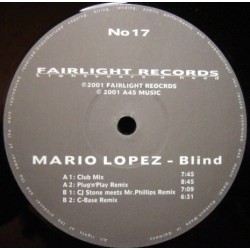 No17
FAIRLIGHT RECORDS
℗2001 FAIRLIGHT REOCRDS
© 2001 A45 MUSIC
MARIO LOPEZ - Blind
A 1: Club Mix 7:45
A 2: Plug'n'Play Remix 8:45
B 1: CJ Stone meets Mr.Phillips Remix 7:09
B 2: C-Base Remix 6:31